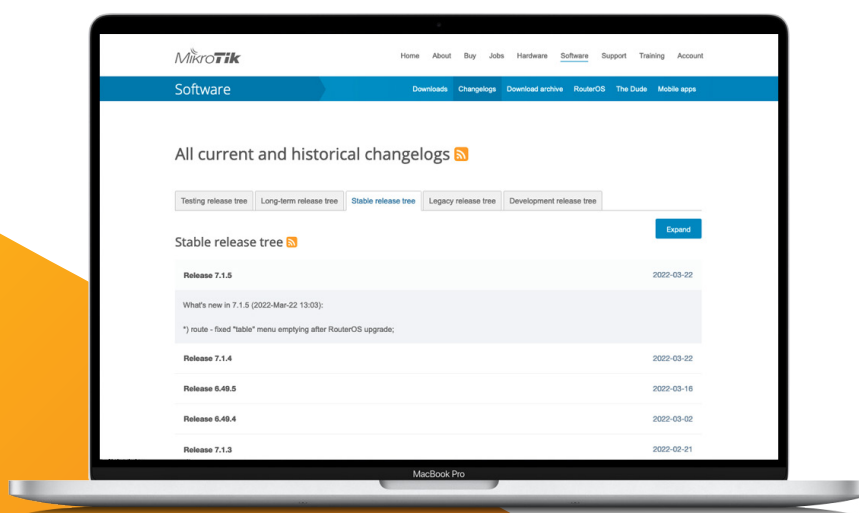 MikroTik
Home About Buy Jobs Hardware Software Support Training Account
Software
Downloads Changelogs Download archive RouterOS The Dude Mobile apps
All current and historical changelogs
Testing release tree Long-term release tree Stable release tree Legacy release tree Development release tree
Expand
Stable release tree
Release 7.1.5 2022-03-22
What's new in 7.1.5 (2022-Mar-22 13:03):
*) route - fixed "table" menu emptying after RouterOS upgrade;
Release 7.1.4 2022-03-22
Release 6.49.5 2022-03-16
Release 6.49.4 2022-03-02
Release 7.1.3 2022-02-21
MacBook Pro